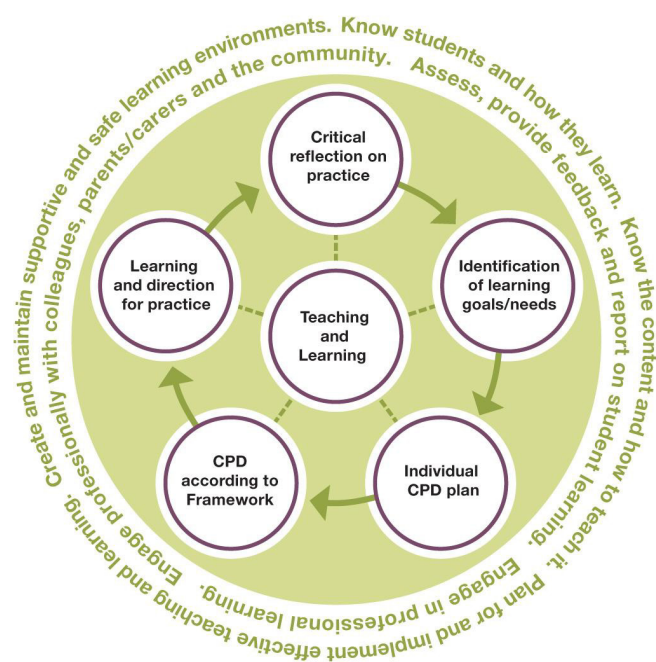 Know students and how they learn. Know the content and how to teach it. Plan for and implement effective teaching and learning. Create and maintain supportive and safe learning environments.
Assess, provide feedback and report on student learning. Engage in professional learning. Engage professionally with colleagues, parents/carers and the community.
Critical
reflection on
practice
Identification
of learning
goals/needs
Individual
CPD plan
CPD
according to
Framework
Learning
and direction
for practice
Teaching
and
Learning